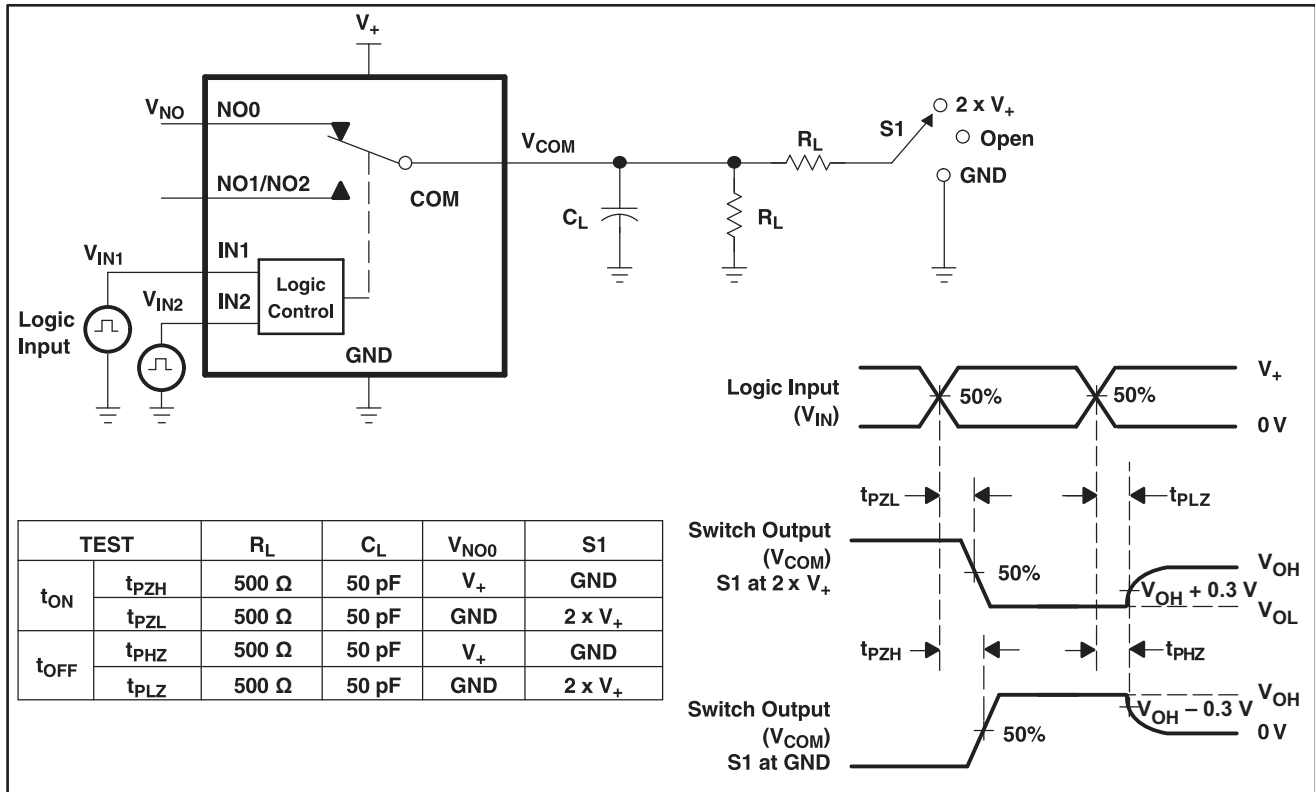 V+
VNO NO0
VCOM
NO1/NO2
COM
CL
RL
RL
S1
2 x V+
Open
GND
VIN1 IN1
VIN2 IN2
Logic
Control
Logic
Input
GND
Logic Input
(VIN)
50%
50%
V+
0 V
tPZL
tPLZ
Switch Output
(VCOM)
S1 at 2 x V+
50%
VOH
VOH + 0.3 V
VOL
tPZH
tPHZ
Switch Output
(VCOM)
S1 at GND
50%
VOH
VOH – 0.3 V
0 V
TEST RL CL VNO0 S1
tON tPZH 500 Ω 50 pF V+ GND
tPZL 500 Ω 50 pF GND 2 x V+
tOFF tPHZ 500 Ω 50 pF V+ GND
tPLZ 500 Ω 50 pF GND 2 x V+